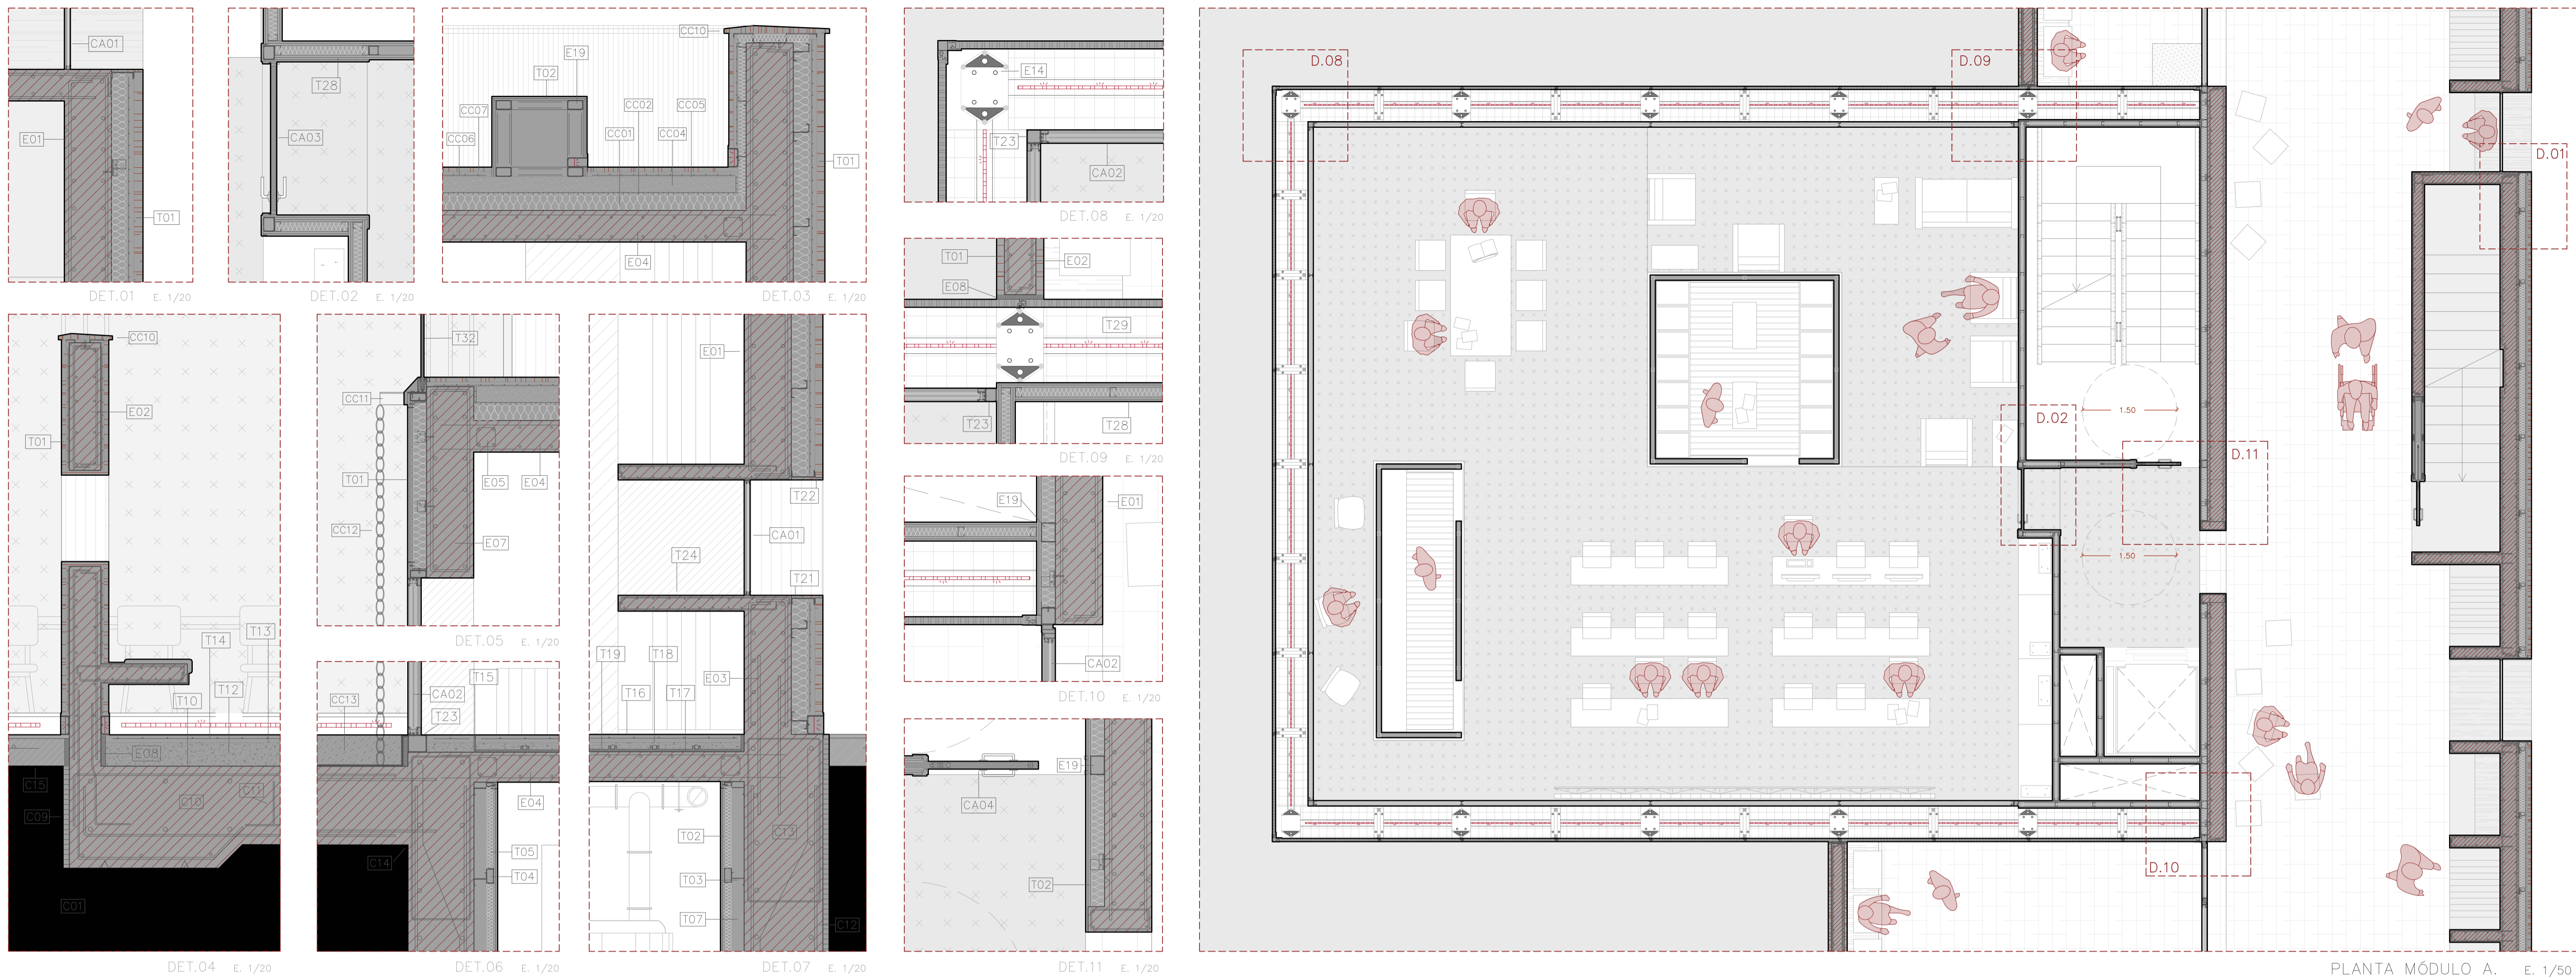 CA01
E01
T01
DET.01 E. 1/20
T28
CA03
DET.02 E. 1/20
CC10
E19
T02
CC07
CC06
CC02
CC05
CC01
CC04
T01
E04
DET.03 E. 1/20
CC10
E02
T01
T14
T13
T10
T12
E08
C15
C10
C11
C09
C01
DET.04 E. 1/20
T32
CC11
T01
E05
E04
CC12
E07
DET.05 E. 1/20
T15
CA02
CC13
T23
E04
T05
T04
C14
DET.06 E. 1/20
E01
T22
CA01
T24
T21
T19
T18
E03
T16
T17
T02
C13
T03
T07
C12
DET.07 E. 1/20
E14
T23
CA02
DET.08 E. 1/20
T01
E02
E08
T29
T23
T28
DET.09 E. 1/20
E19
E01
CA02
DET.10 E. 1/20
E19
CA04
T02
DET.11 E. 1/20
D.08
D.09
D.01
D.02
1.50
D.11
1.50
D.10
PLANTA MÓDULO A. E. 1/50